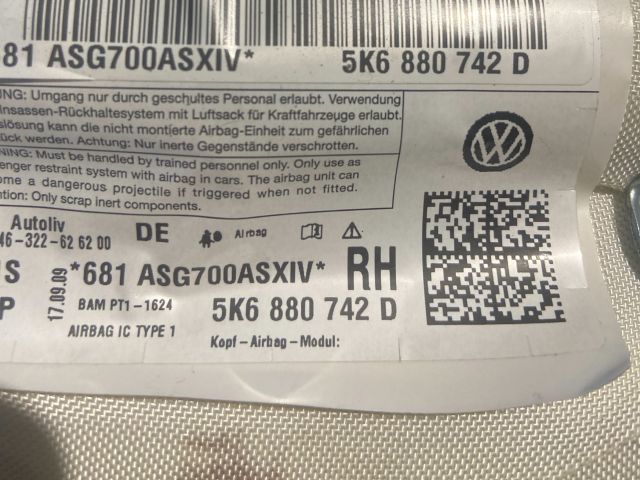 681 ASG700ASXIV* 5K6 880 742 D
NG: Umgang nur durch geschultes Personal erlaubt. Verwendung
Insassen-Rückhaltesystem mit Luftsack für Kraftfahrzeuge erlaubt.
slösung kann die nicht montierte Airbag-Einheit zum gefährlichen
ück werden. Achtung: Nur inerte Gegenstände verschrotten.
NING: Must be handled by trained personnel only. Only use as
enger restraint system with airbag in cars. The airbag unit can
ome a dangerous projectile if triggered when not fitted.
ntion: Only scrap inert components.
Autoliv
46-322-62 62 00
DE Airbag
S *681 ASG700ASXIV* RH
P 17.09.09 BAM PT1-1624 5K6 880 742 D
AIRBAG IC TYPE 1
Kopf-Airbag-Modul: